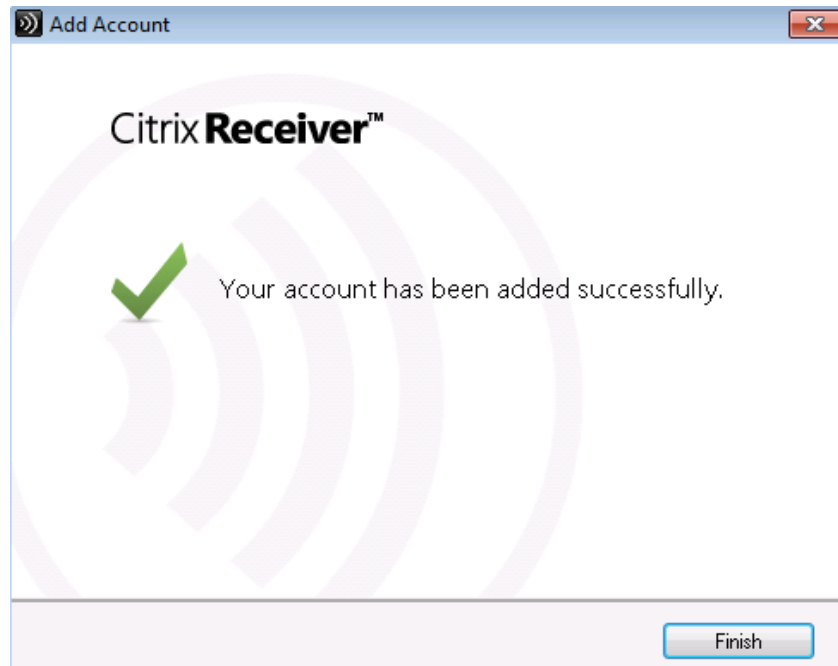 Add Account
Citrix Receiver™
Your account has been added successfully.
Finish